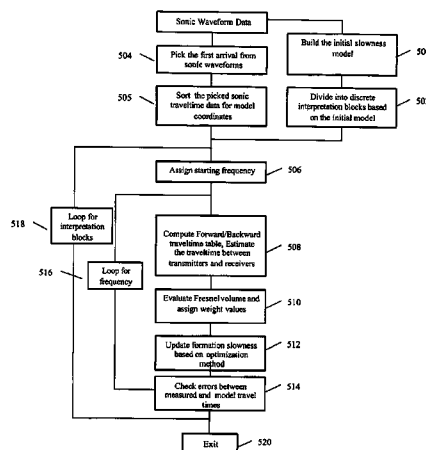 Sonic Waveform Data
504
Pick the first arrival from
sonic waveforms
505
Sort the picked sonic
traveltime data for model
coordinates
Build the initial slowness
model
50
Divide into discrete
interpretation blocks based
on the initial model
50
Assign starting frequency
506
518
Loop for
interpretation
blocks
516
Loop for
frequency
Compute Forward/Backward
traveltime table, Estimate
the traveltime between
transmitters and receivers
508
Evaluate Fresnel volume and
assign weight values
510
Update formation slowness
based on optimization
method
512
Check errors between
measured and model travel
times
514
Exit
520